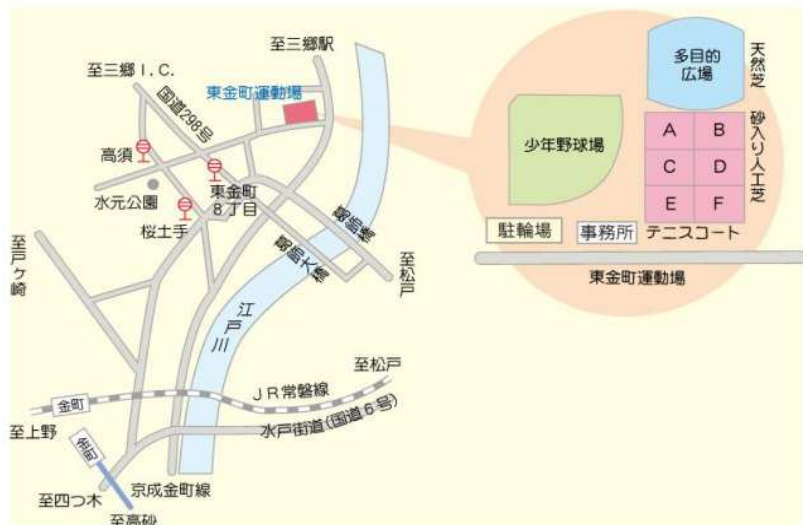 至三郷駅
至三郷I.C.
東金町運動場
国道298号
高須
水元公園
東金町
8丁目
桜土手
至戸ヶ崎
葛飾橋
葛飾大橋
至松戸
江戸川
至松戸
JR常磐線
金町
至上野
水戸街道(国道6号)
金町
京成金町線
至四つ木
至高砂
多目的
広場
天然芝
少年野球場
A B
C D
E F
砂入り人工芝
駐輪場
事務所
テニスコート
東金町運動場